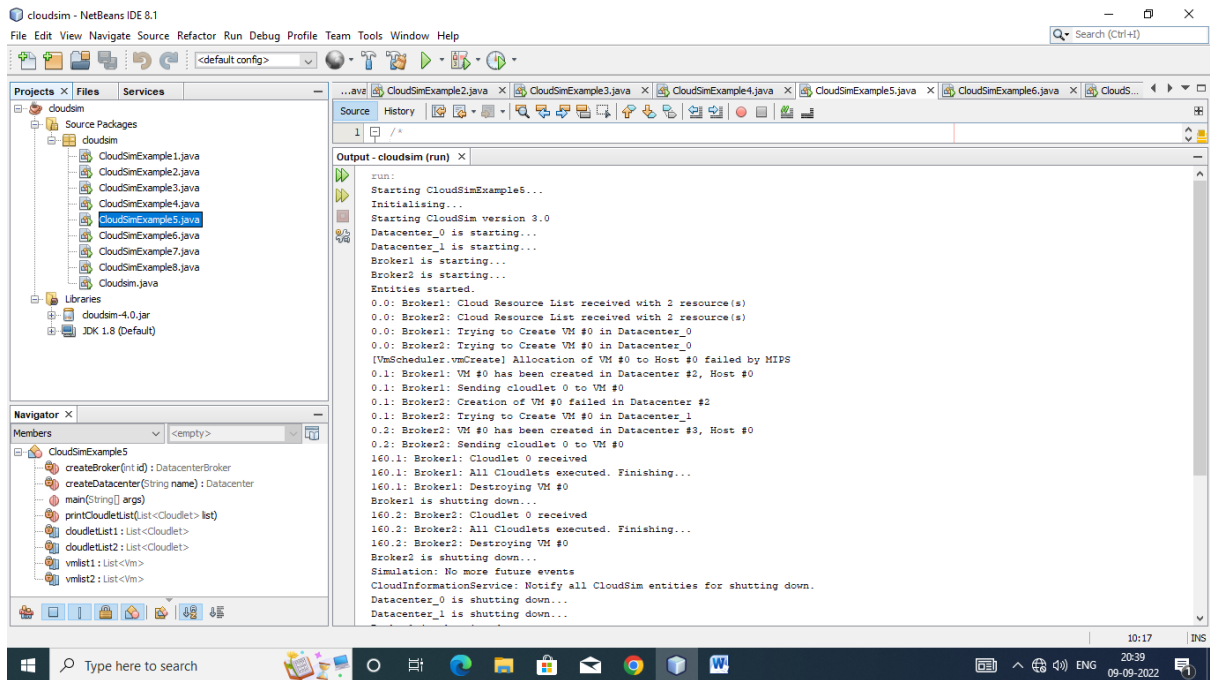 cloudsim - NetBeans IDE 8.1
File Edit View Navigate Source Refactor Run Debug Profile Team Tools Window Help
Search (Ctrl+I)
<default config>
Projects Files Services
cloudsim
Source Packages
cloudsim
CloudSimExample1.java
CloudSimExample2.java
CloudSimExample3.java
CloudSimExample4.java
CloudSimExample5.java
CloudSimExample6.java
CloudSimExample7.java
CloudSimExample8.java
Cloudsim.java
Libraries
cloudsim-4.0.jar
JDK 1.8 (Default)
Navigator
Members <empty>
CloudSimExample5
createBroker(int id) : DatacenterBroker
createDatacenter(String name) : Datacenter
main(String[] args)
printCloudletList(List<Cloudlet> list)
cloudletList1 : List<Cloudlet>
cloudletList2 : List<Cloudlet>
vmlist1 : List<Vm>
vmlist2 : List<Vm>
...ava CloudSimExample2.java CloudSimExample3.java CloudSimExample4.java CloudSimExample5.java CloudSimExample6.java CloudS...
Source History
1 /*
Output - cloudsim (run)
run:
Starting CloudSimExample5...
Initialising...
Starting CloudSim version 3.0
Datacenter_0 is starting...
Datacenter_1 is starting...
Broker1 is starting...
Broker2 is starting...
Entities started.
0.0: Broker1: Cloud Resource List received with 2 resource(s)
0.0: Broker2: Cloud Resource List received with 2 resource(s)
0.0: Broker1: Trying to Create VM #0 in Datacenter_0
0.0: Broker2: Trying to Create VM #0 in Datacenter_0
[VmScheduler.vmCreate] Allocation of VM #0 to Host #0 failed by MIPS
0.1: Broker1: VM #0 has been created in Datacenter #2, Host #0
0.1: Broker1: Sending cloudlet 0 to VM #0
0.1: Broker2: Creation of VM #0 failed in Datacenter #2
0.1: Broker2: Trying to Create VM #0 in Datacenter_1
0.2: Broker2: VM #0 has been created in Datacenter #3, Host #0
0.2: Broker2: Sending cloudlet 0 to VM #0
160.1: Broker1: Cloudlet 0 received
160.1: Broker1: All Cloudlets executed. Finishing...
160.1: Broker1: Destroying VM #0
Broker1 is shutting down...
160.2: Broker2: Cloudlet 0 received
160.2: Broker2: All Cloudlets executed. Finishing...
160.2: Broker2: Destroying VM #0
Broker2 is shutting down...
Simulation: No more future events
CloudInformationService: Notify all CloudSim entities for shutting down.
Datacenter_0 is shutting down...
Datacenter_1 is shutting down...
10:17 INS
Type here to search
ENG
20:39
09-09-2022